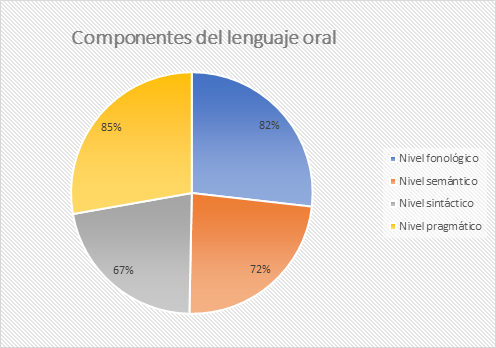 Componentes del lenguaje oral
85%
82%
67%
72%
Nivel fonológico
Nivel semántico
Nivel sintáctico
Nivel pragmático